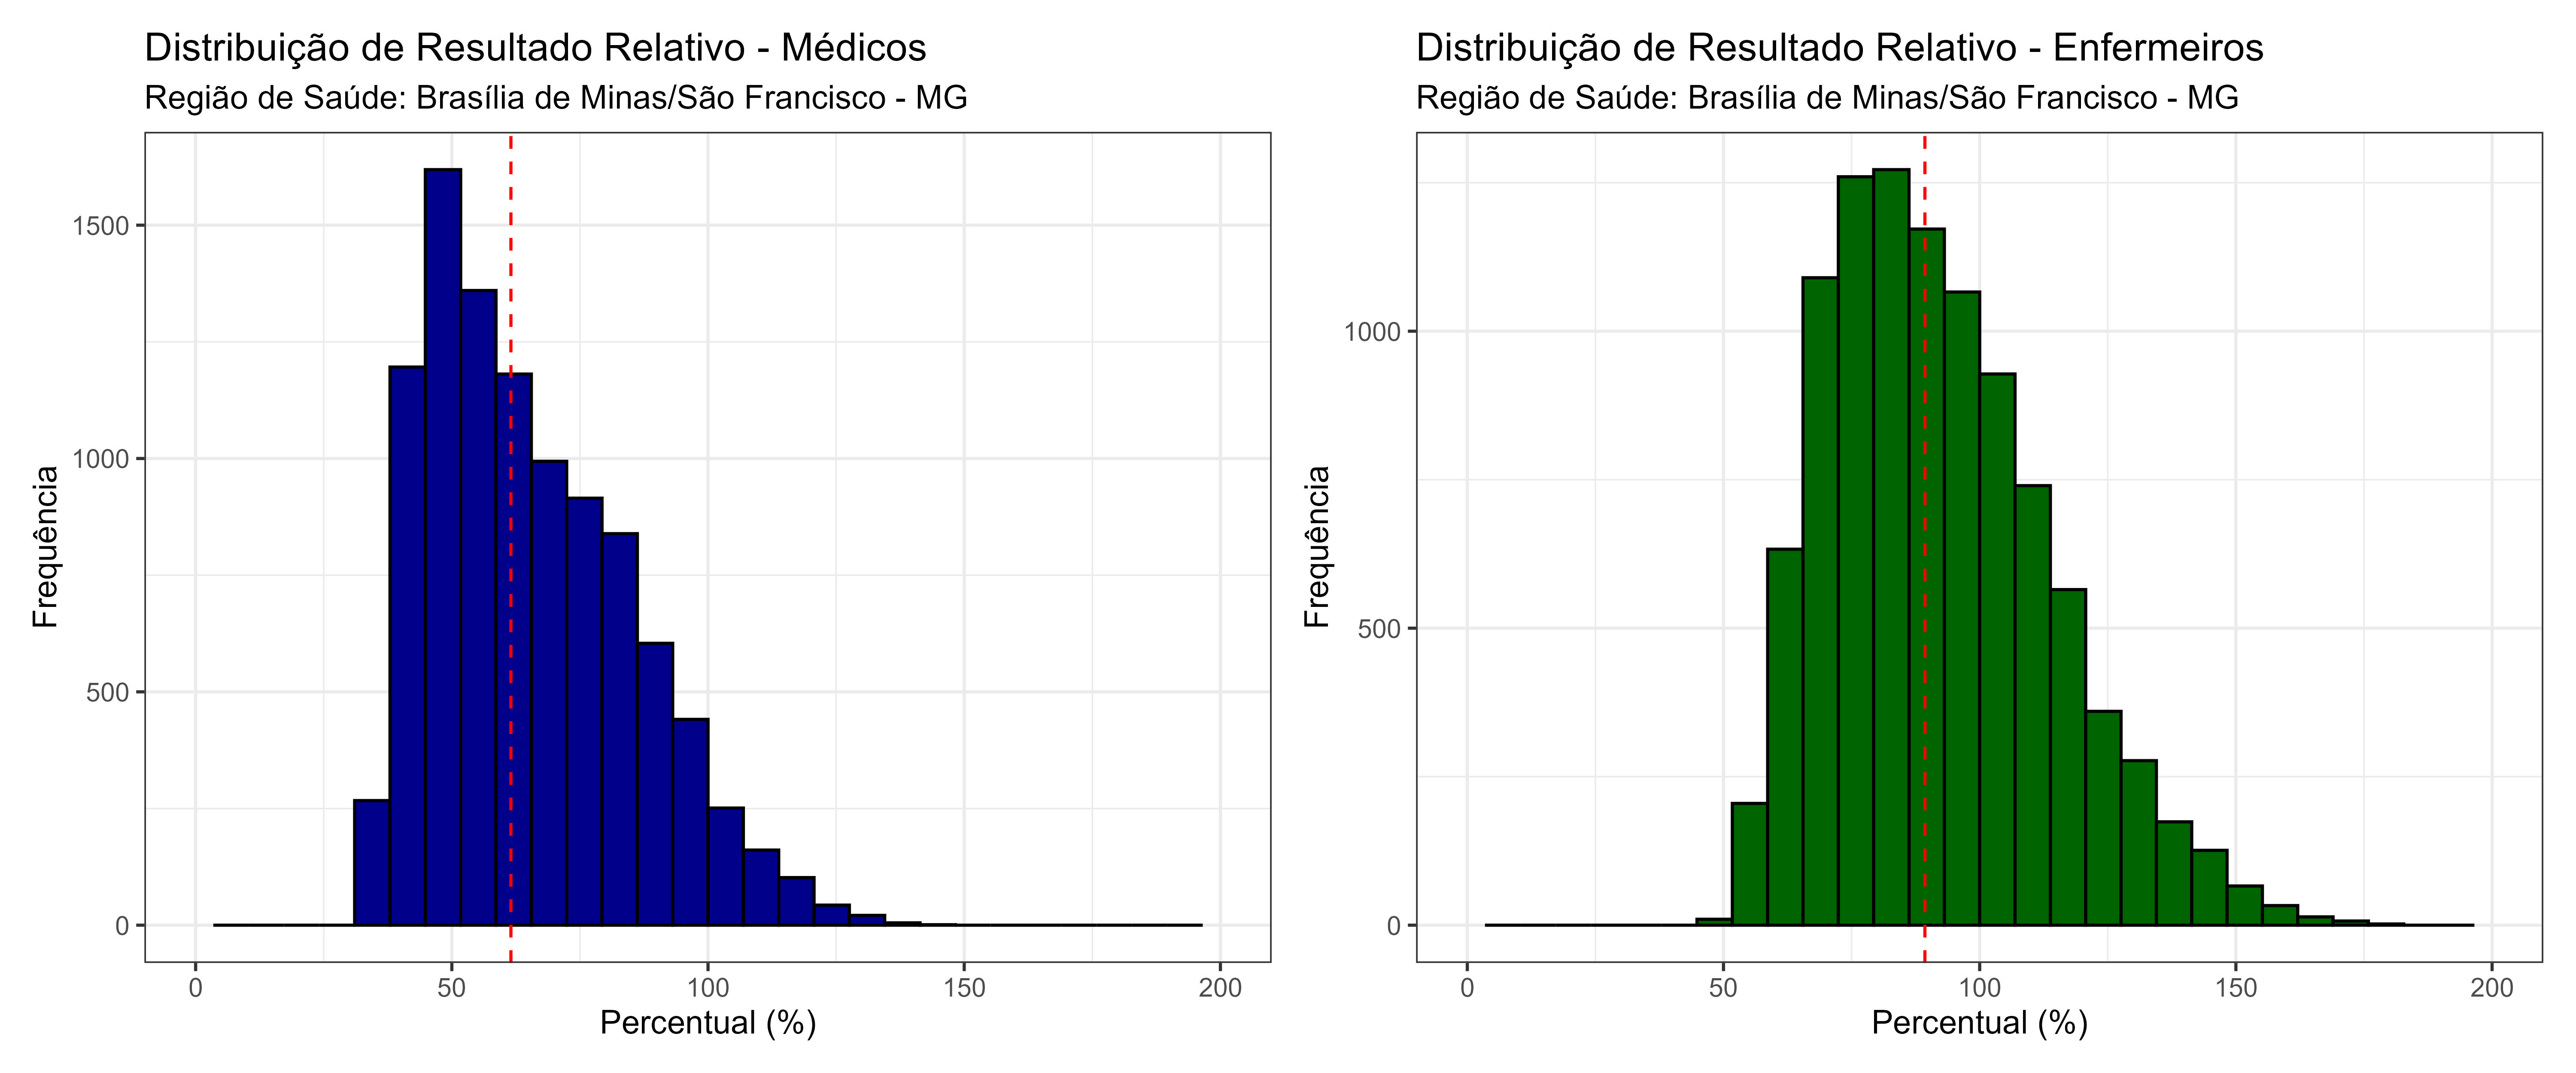 Distribuição de Resultado Relativo - Médicos
Região de Saúde: Brasília de Minas/São Francisco - MG
Frequência
1500
1000
500
0
0 50 100 150 200
Percentual (%)
Distribuição de Resultado Relativo - Enfermeiros
Região de Saúde: Brasília de Minas/São Francisco - MG
Frequência
1000
500
0
0 50 100 150 200
Percentual (%)